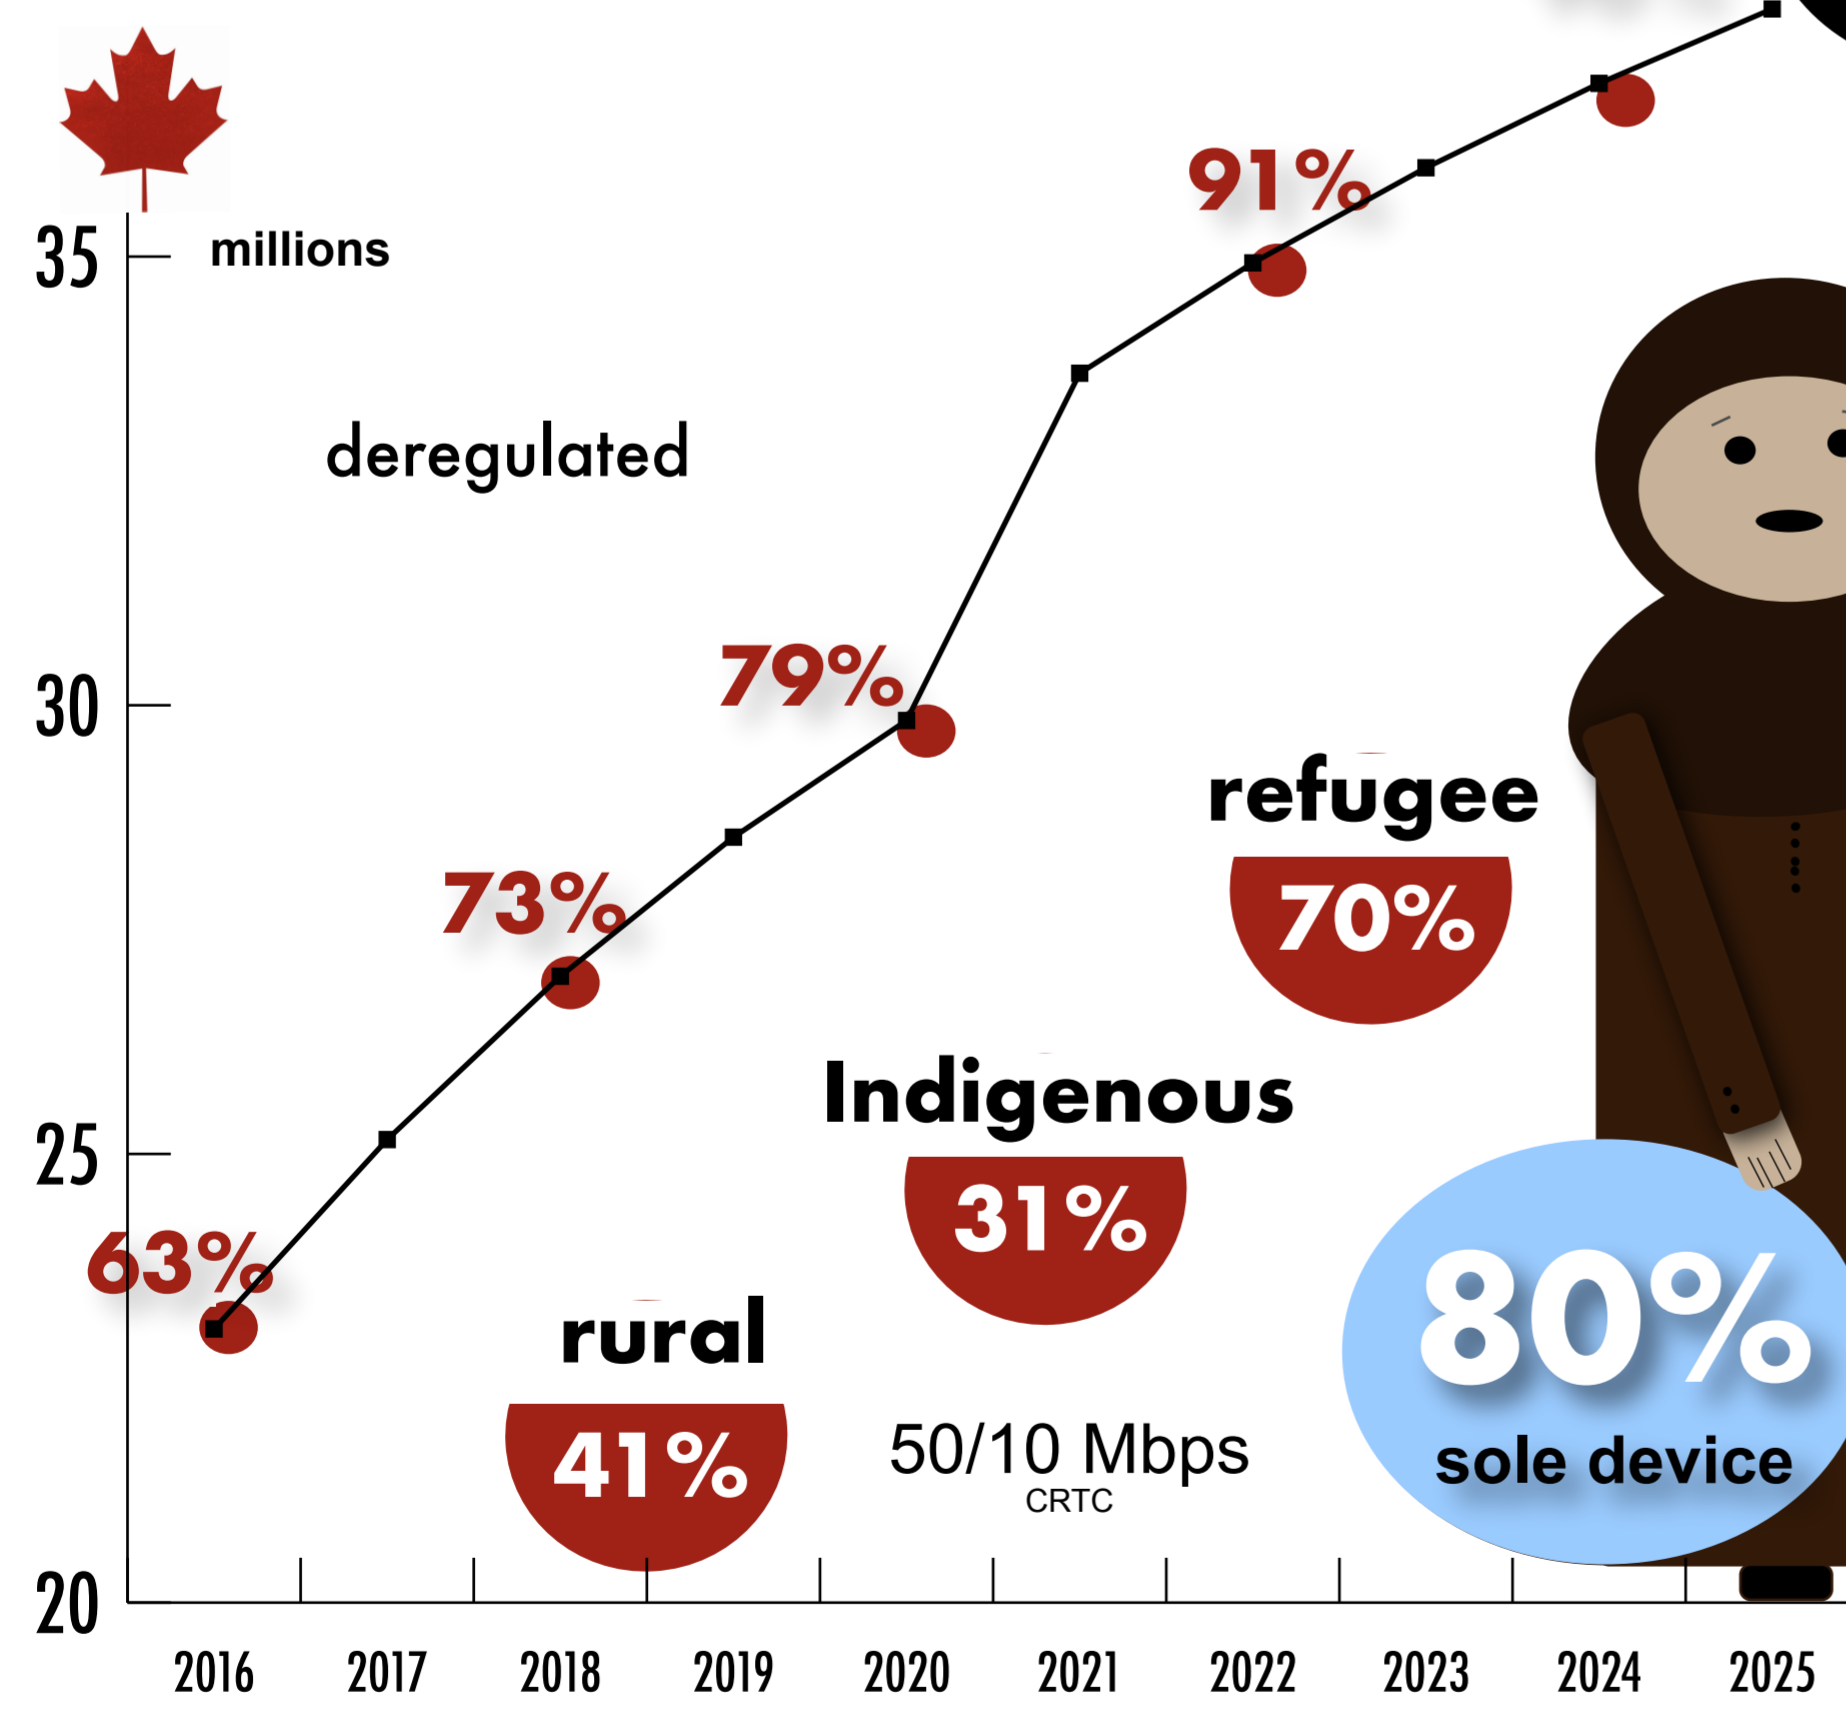 91%
35
millions
deregulated
79%
30
refugee
70%
73%
Indigenous
31%
25
63%
80%
rural
41%
50/10 Mbps
sole device
CRTC
20
2016 2017 2018 2019 2020 2021 2022 2023 2024 2025